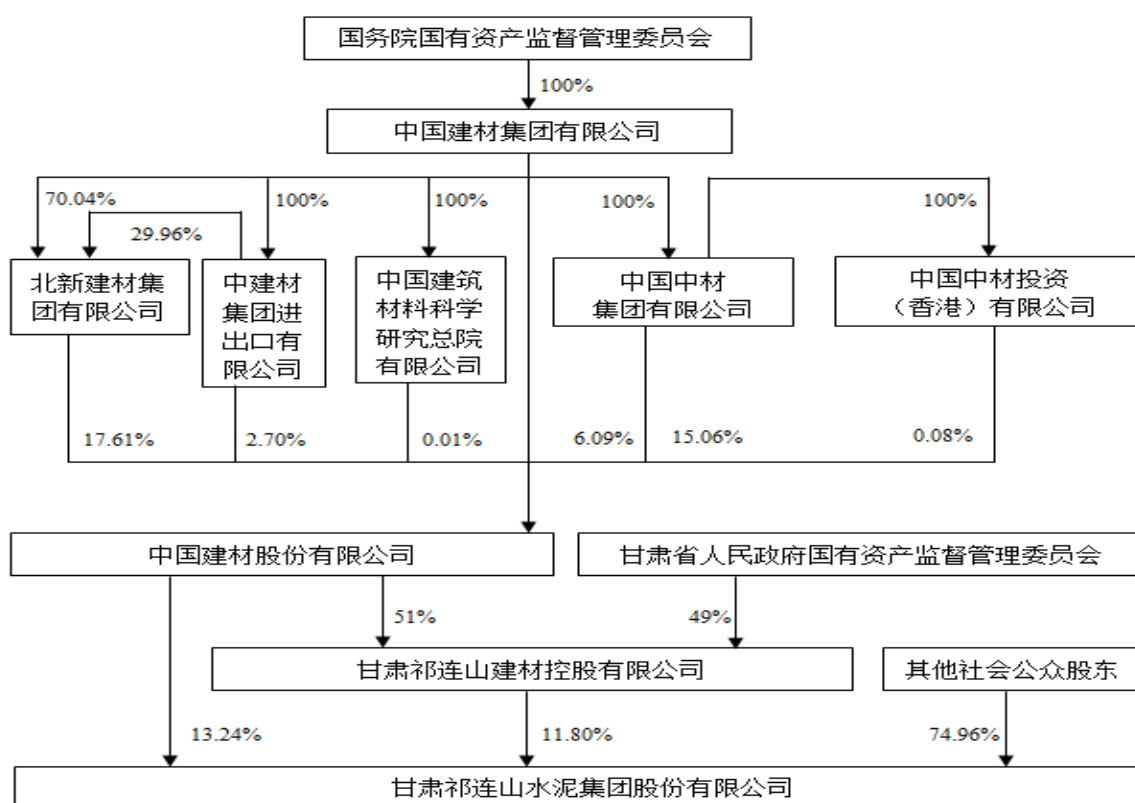 国务院国有资产监督管理委员会
100%
中国建材集团有限公司
70.04%
100%
100%
100%
100%
29.96%
北新建材集
团有限公司
中建材
集团进
出口有
限公司
中国建筑
材料科学
研究总院
有限公司
中国中材
集团有限公司
中国中材投资
（香港）有限公司
17.61%
2.70%
0.01%
6.09%
15.06%
0.08%
中国建材股份有限公司
甘肃省人民政府国有资产监督管理委员会
51%
49%
甘肃祁连山建材控股有限公司
其他社会公众股东
13.24%
11.80%
74.96%
甘肃祁连山水泥集团股份有限公司